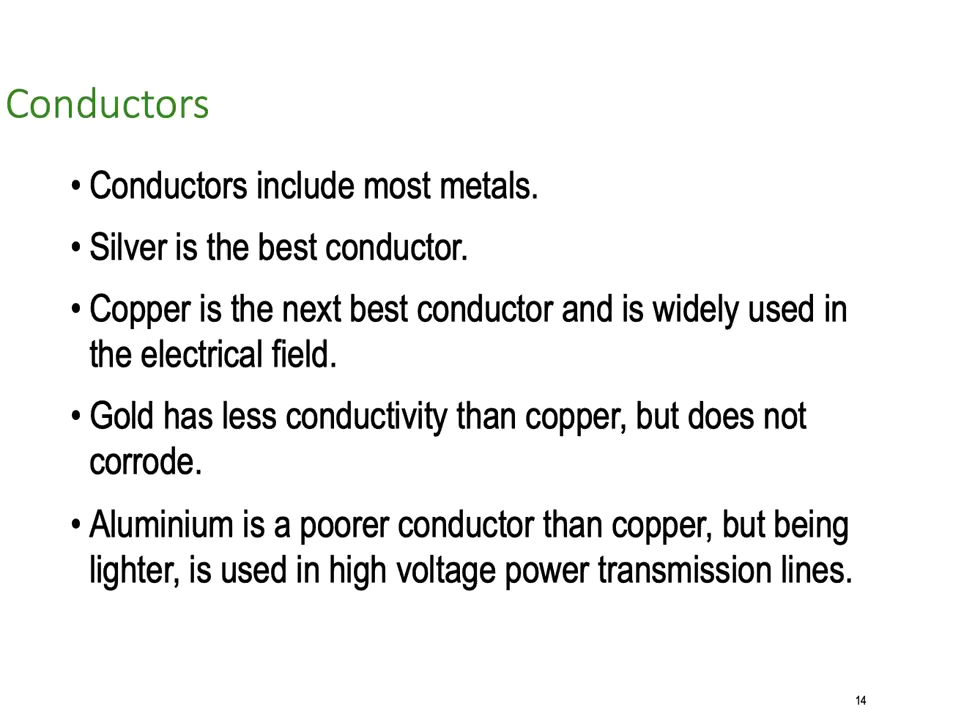 Conductors
• Conductors include most metals.
• Silver is the best conductor.
• Copper is the next best conductor and is widely used in
the electrical field.
• Gold has less conductivity than copper, but does not
corrode.
• Aluminium is a poorer conductor than copper, but being
lighter, is used in high voltage power transmission lines.
14